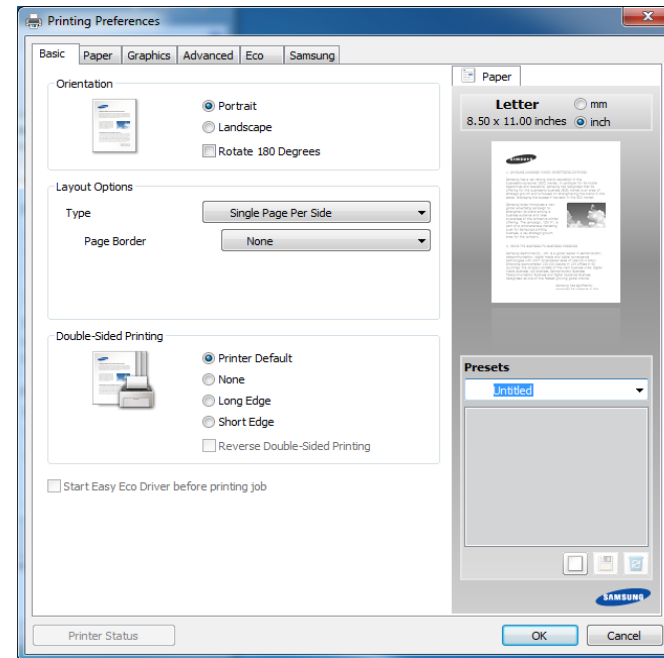 Printing Preferences
Basic Paper Graphics Advanced Eco Samsung
Orientation
Portrait
Landscape
Rotate 180 Degrees
Layout Options
Type Single Page Per Side
Page Border None
Double-Sided Printing
Printer Default
None
Long Edge
Short Edge
Reverse Double-Sided Printing
Start Easy Eco Driver before printing job
Paper
Letter mm
8.50 x 11.00 inches inch
SAMSUNG
Presets
Untitled
SAMSUNG
Printer Status OK Cancel